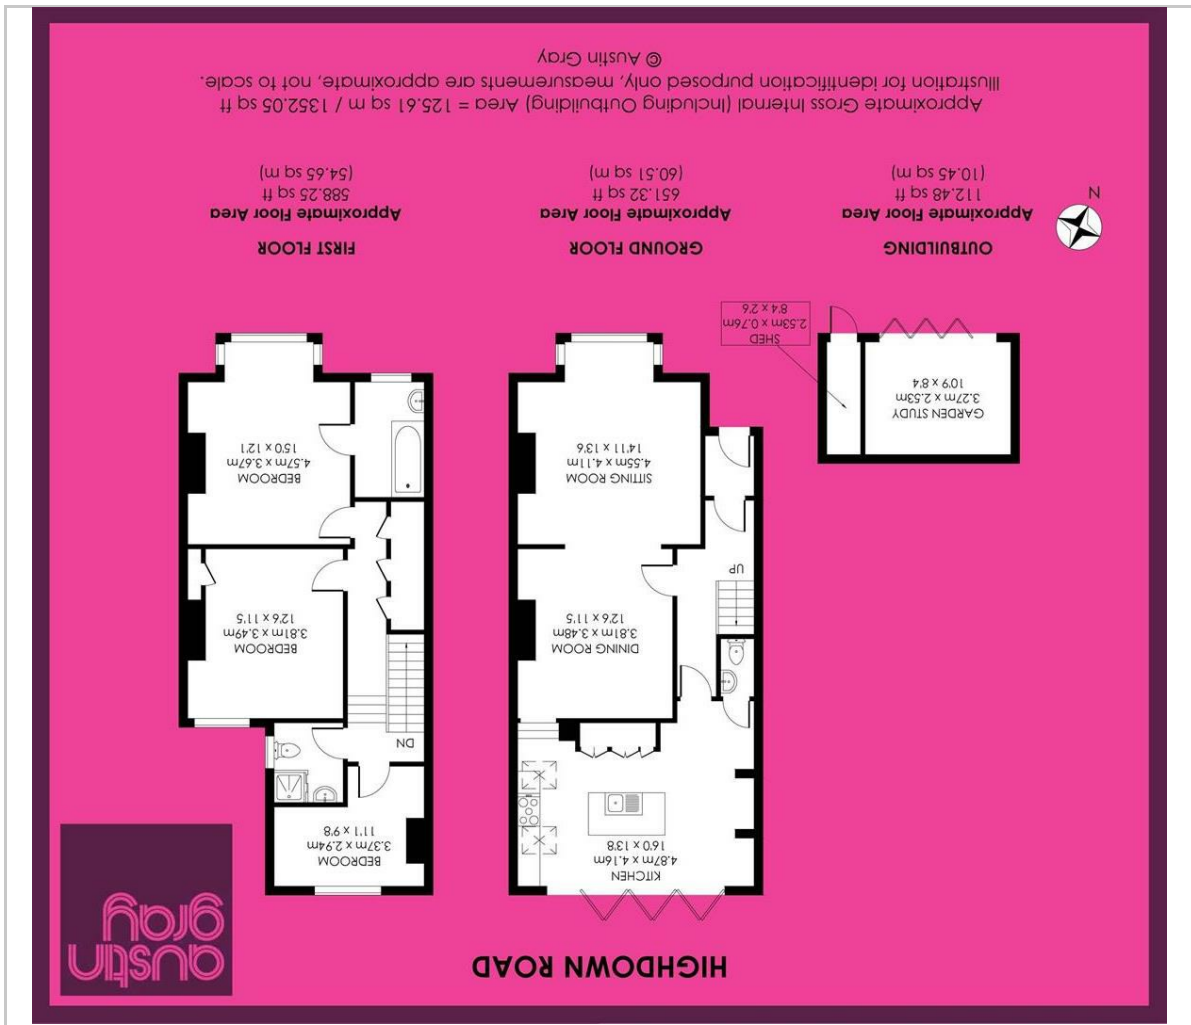 HIGHDOWN ROAD
austin
gray
KITCHEN
4.87m x 4.16m
16'0 x 13'8
DINING ROOM
3.81m x 3.48m
12'6 x 11'5
UP
SITTING ROOM
4.55m x 4.11m
14'11 x 13'6
BEDROOM
3.37m x 2.94m
11'1 x 9'8
DN
BEDROOM
3.81m x 3.49m
12'6 x 11'5
BEDROOM
4.57m x 3.67m
15'0 x 12'1
GARDEN STUDY
3.27m x 2.53m
10'9 x 8'4
SHED
2.53m x 0.76m
8'4 x 2'6
N
OUTBUILDING
Approximate Floor Area
112.48 sq ft
(10.45 sq m)
GROUND FLOOR
Approximate Floor Area
651.32 sq ft
(60.51 sq m)
FIRST FLOOR
Approximate Floor Area
588.25 sq ft
(54.65 sq m)
Approximate Gross Internal (Including Outbuilding) Area = 125.61 sq m / 1352.05 sq ft
Illustration for identification purposed only, measurements are approximate, not to scale.
© Austin Gray